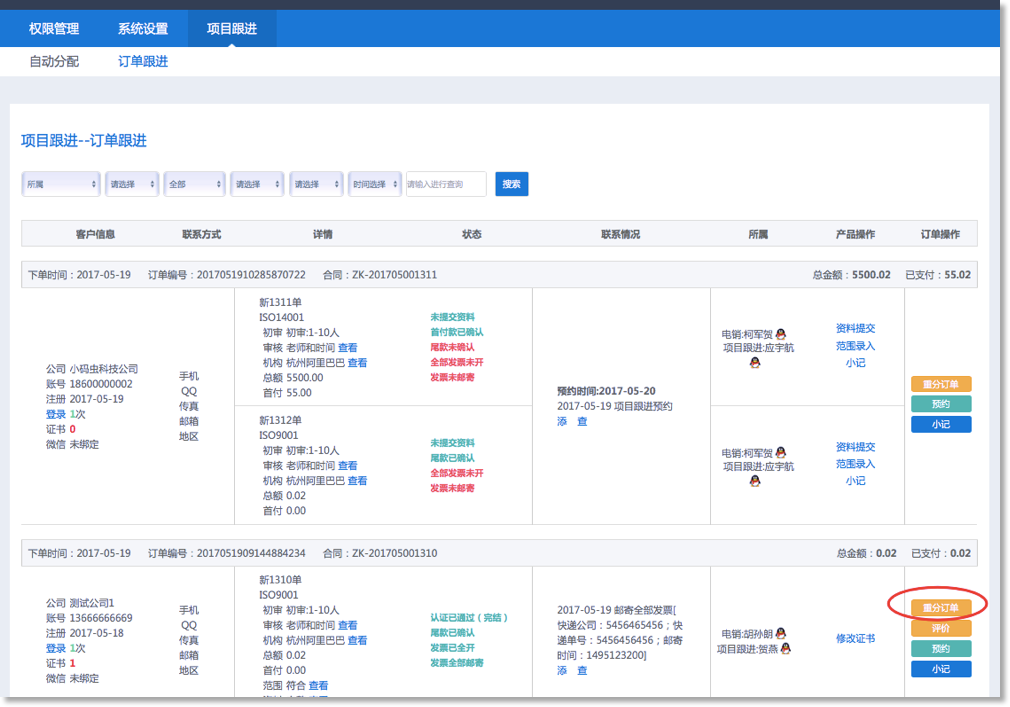 权限管理 系统设置 项目跟进
自动分配 订单跟进
项目跟进--订单跟进
所属 请选择 全部 请选择 请选择 时间选择 请输入进行查询 搜索
客户信息 联系方式 详情 状态 联系情况 所属 产品操作 订单操作
下单时间：2017-05-19 订单编号：2017051910285870722 合同：ZK-201705001311 总金额：5500.02 已支付：55.02
公司 小码虫科技公司
账号 18600000002
注册 2017-05-19
登录 1次
证书 0
微信 未绑定
手机
QQ
传真
邮箱
地区
新1311单
ISO14001
初审 初审:1-10人
审核 老师和时间 查看
机构 杭州阿里巴巴 查看
总额 5500.00
首付 55.00
未提交资料
首付款已确认
尾款未确认
全部发票未开
发票未邮寄
新1312单
ISO9001
初审 初审:1-10人
审核 老师和时间 查看
机构 杭州阿里巴巴 查看
总额 0.02
首付 0.00
未提交资料
尾款已确认
全部发票未开
发票未邮寄
预约时间:2017-05-20
2017-05-19 项目跟进预约
添 查
电销:柯军贺
项目跟进:应宇航
资料提交
范围录入
小记
电销:柯军贺
项目跟进:应宇航
资料提交
范围录入
小记
重分订单
预约
小记
下单时间：2017-05-19 订单编号：2017051909144884234 合同：ZK-201705001310 总金额：0.02 已支付：0.02
公司 测试公司1
账号 13666666669
注册 2017-05-18
登录 1次
证书 1
微信 未绑定
手机
QQ
传真
邮箱
地区
新1310单
ISO9001
初审 初审:1-10人
审核 老师和时间 查看
机构 杭州阿里巴巴 查看
总额 0.02
首付 0.00
范围 符合 查看
认证已通过（完结）
尾款已确认
发票已全开
发票全部邮寄
2017-05-19 邮寄全部发票[
快递公司：5456465456；快
递单号：5456456456；邮寄
时间：1495123200]
添 查
电销:胡孙朗
项目跟进:贺燕
修改证书
重分订单
评价
预约
小记